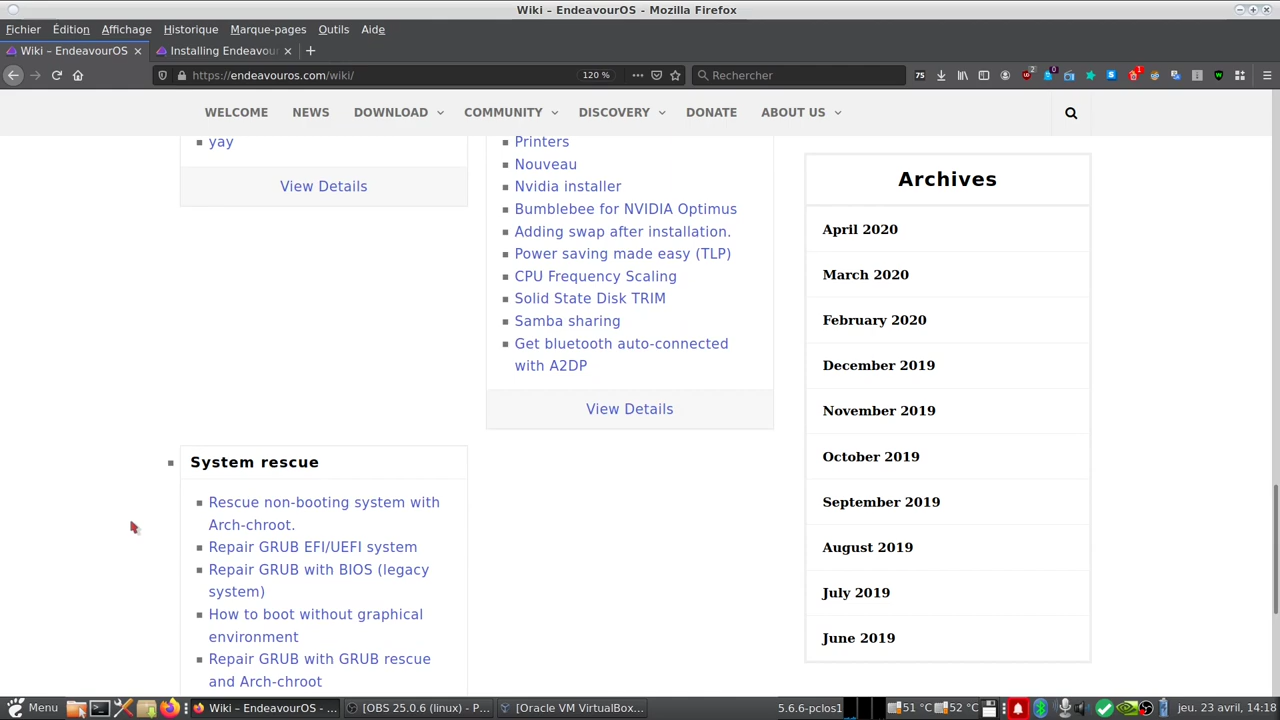 Wiki – EndeavourOS - Mozilla Firefox
Fichier Édition Affichage Historique Marque-pages Outils Aide
Wiki – EndeavourOS
Installing Endeavour
https://endeavouros.com/wiki/
120 %
Rechercher
75
2
0
1
WELCOME NEWS DOWNLOAD COMMUNITY DISCOVERY DONATE ABOUT US
yay
View Details
Printers
Nouveau
Nvidia installer
Bumblebee for NVIDIA Optimus
Adding swap after installation.
Power saving made easy (TLP)
CPU Frequency Scaling
Solid State Disk TRIM
Samba sharing
Get bluetooth auto-connected
with A2DP
View Details
System rescue
Rescue non-booting system with
Arch-chroot.
Repair GRUB EFI/UEFI system
Repair GRUB with BIOS (legacy
system)
How to boot without graphical
environment
Repair GRUB with GRUB rescue
and Arch-chroot
Archives
April 2020
March 2020
February 2020
December 2019
November 2019
October 2019
September 2019
August 2019
July 2019
June 2019
Menu
Wiki – EndeavourOS - ...
[OBS 25.0.6 (linux) - P...
[Oracle VM VirtualBox...
5.6.6-pclos1
51 °C
52 °C
jeu. 23 avril, 14:18